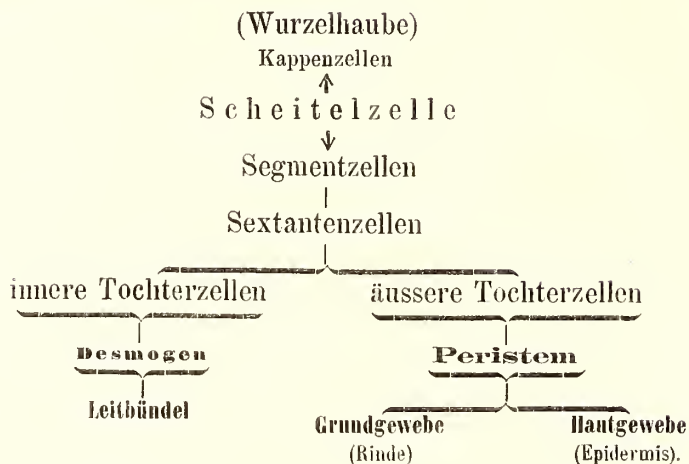 (Wurzelhaube)
Kappenzellen
Scheitelzelle
Segmentzellen
Sextantenzellen
innere Tochterzellen äussere Tochterzellen
Desmogen Peristem
Leitbündel
Grundgewebe Hautgewebe
(Rinde) (Epidermis).